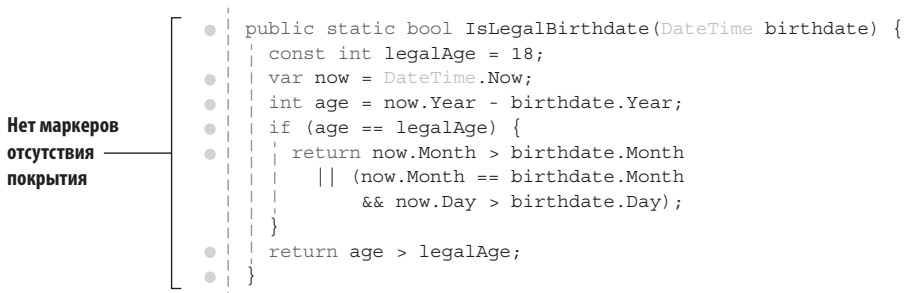 public static bool IsLegalBirthdate(DateTime birthdate) {
const int legalAge = 18;
var now = DateTime.Now;
int age = now.Year - birthdate.Year;
if (age == legalAge) {
return now.Month > birthdate.Month
|| (now.Month == birthdate.Month
&& now.Day > birthdate.Day);
}
return age > legalAge;
}
Нет маркеров
отсутствия
покрытия